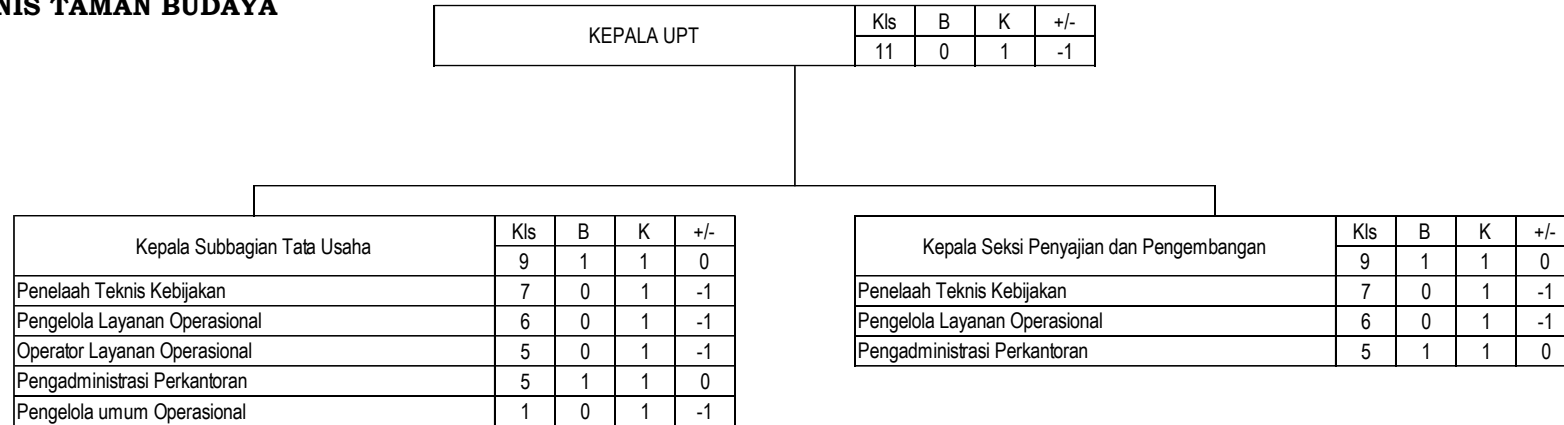 TAMAN BUDAYA
KEPALA UPT Kls B K +/-
11 0 1 -1
Kepala Subbagian Tata Usaha Kls B K +/-
9 1 1 0
Penelaah Teknis Kebijakan 7 0 1 -1
Pengelola Layanan Operasional 6 0 1 -1
Operator Layanan Operasional 5 0 1 -1
Pengadministrasi Perkantoran 5 1 1 0
Pengelola umum Operasional 1 0 1 -1
Kepala Seksi Penyajian dan Pengembangan Kls B K +/-
9 1 1 0
Penelaah Teknis Kebijakan 7 0 1 -1
Pengelola Layanan Operasional 6 0 1 -1
Pengadministrasi Perkantoran 5 1 1 0